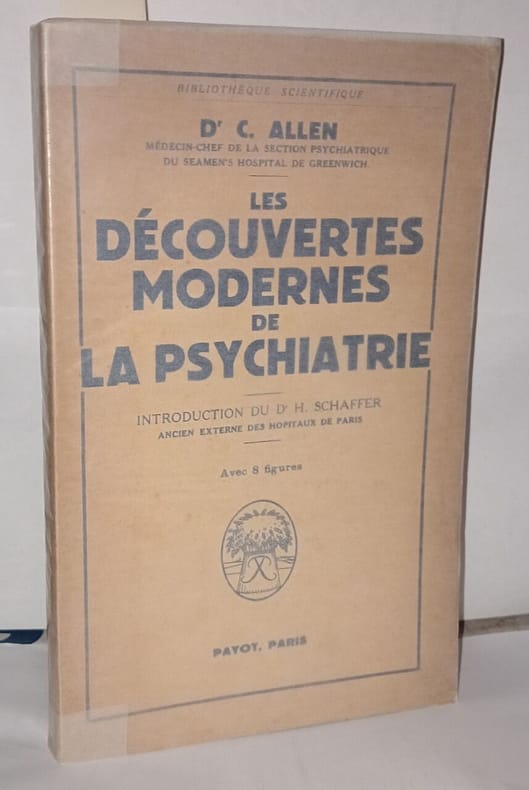 BIBLIOTHÈQUE SCIENTIFIQUE
Dr C. ALLEN
MÉDECIN-CHEF DE LA SECTION PSYCHIATRIQUE
DU SEAMEN'S HOSPITAL DE GREENWICH.
LES
DÉCOUVERTES
MODERNES
DE
LA PSYCHIATRIE
INTRODUCTION DU Dr H. SCHAFFER
ANCIEN EXTERNE DES HOPITAUX DE PARIS
Avec 8 figures
PAYOT, PARIS